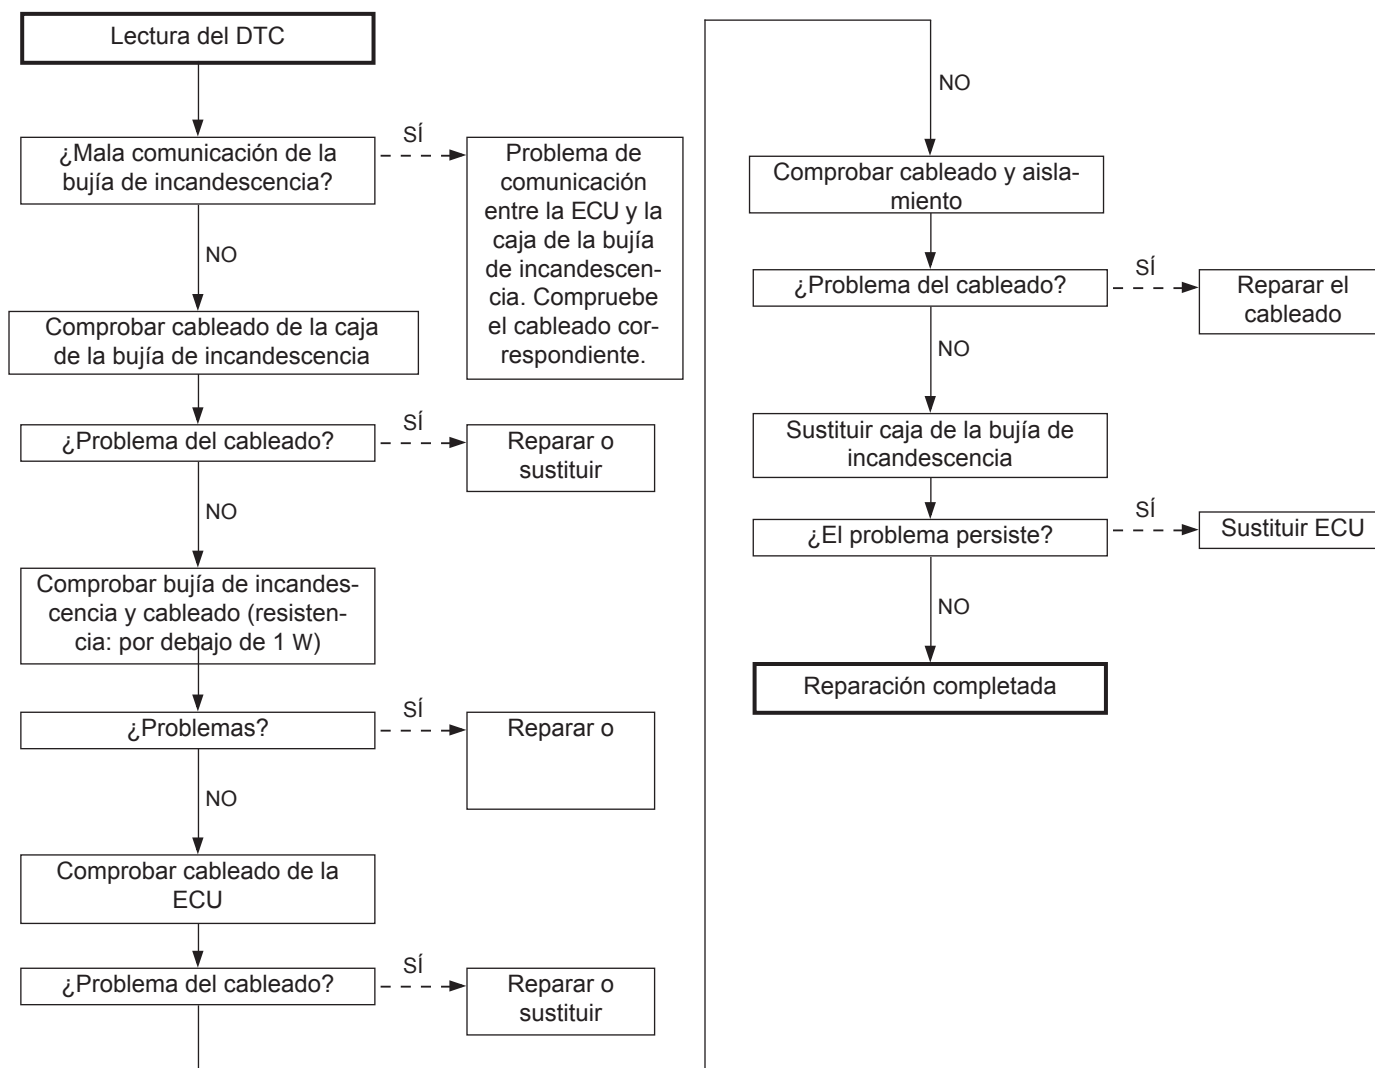 Lectura del DTC
¿Mala comunicación de la
bujía de incandescencia?
SÍ
Problema de
comunicación
entre la ECU y la
caja de la bujía
de incandescen-
cia. Compruebe
el cableado cor-
respondiente.
NO
Comprobar cableado de la caja
de la bujía de incandescencia
¿Problema del cableado?
SÍ
Reparar o
sustituir
NO
Comprobar bujía de incandes-
cencia y cableado (resisten-
cia: por debajo de 1 W)
¿Problemas?
SÍ
Reparar o
NO
Comprobar cableado de la
ECU
¿Problema del cableado?
SÍ
Reparar o
sustituir
NO
Comprobar cableado y aisla-
miento
¿Problema del cableado?
SÍ
Reparar el
cableado
NO
Sustituir caja de la bujía de
incandescencia
¿El problema persiste?
SÍ
Sustituir ECU
NO
Reparación completada